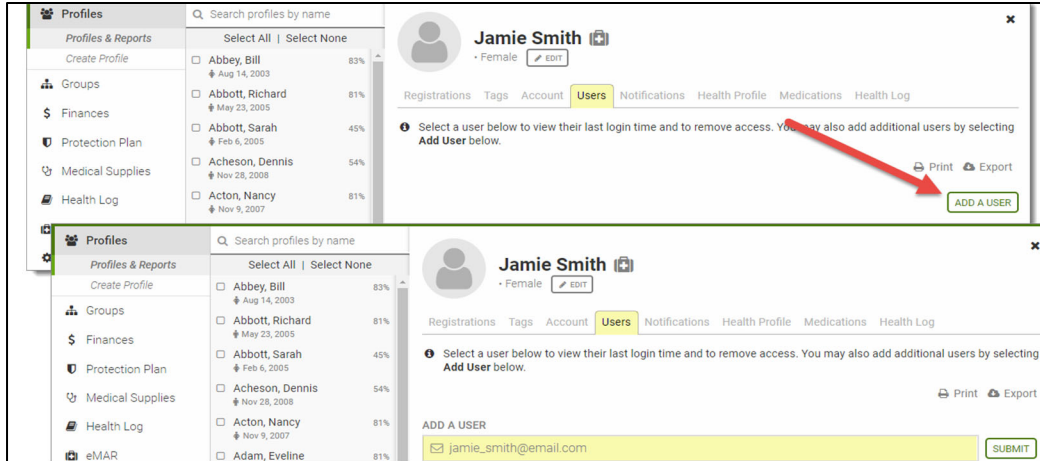 Profiles
Profiles & Reports
Create Profile
Groups
$ Finances
Protection Plan
Medical Supplies
Health Log
Search profiles by name
Select All | Select None
Abbey, Bill 83%
Aug 14, 2003
Abbott, Richard 81%
May 23, 2005
Abbott, Sarah 45%
Feb 6, 2005
Acheson, Dennis 54%
Nov 28, 2008
Acton, Nancy 81%
Nov 9, 2007
Jamie Smith
• Female EDIT
Registrations Tags Account Users Notifications Health Profile Medications Health Log
Select a user below to view their last login time and to remove access. You may also add additional users by selecting
Add User below.
Print Export
ADD A USER
Profiles
Profiles & Reports
Create Profile
Groups
$ Finances
Protection Plan
Medical Supplies
Health Log
eMAR
Search profiles by name
Select All | Select None
Abbey, Bill 83%
Aug 14, 2003
Abbott, Richard 81%
May 23, 2005
Abbott, Sarah 45%
Feb 6, 2005
Acheson, Dennis 54%
Nov 28, 2008
Acton, Nancy 81%
Nov 9, 2007
Adam, Eveline 81%
Jamie Smith
• Female EDIT
Registrations Tags Account Users Notifications Health Profile Medications Health Log
Select a user below to view their last login time and to remove access. You may also add additional users by selecting
Add User below.
Print Export
ADD A USER
jamie_smith@email.com SUBMIT